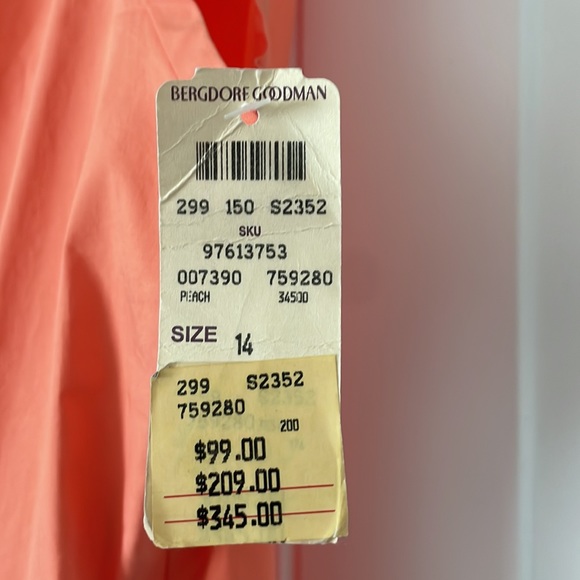 BERGDORF GOODMAN
299 150 S2352
SKU
97613753
007390 759280
PEACH 34500
SIZE 14
299 S2352
759280
200
$99.00
$209.00
$345.00